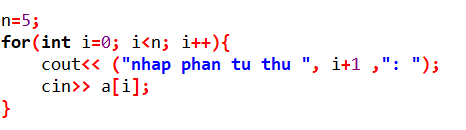 n=5;
for(int i=0; i<n; i++){
    cout<< ("nhap phan tu thu ", i+1 ,": ");
    cin>> a[i];
}